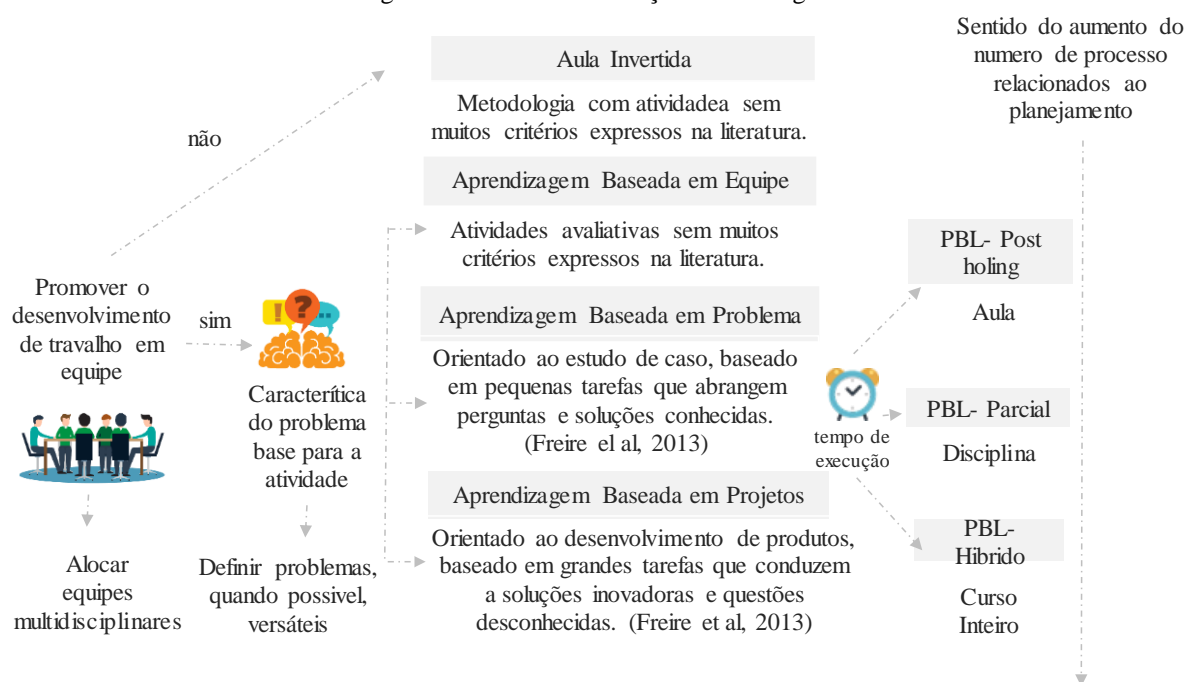 Sentido do aumento do
numero de processo
relacionados ao
planejamento
Aula Invertida
Metodologia com atividadea sem
muitos critérios expressos na literatura.
não
Aprendizagem Baseada em Equipe
Atividades avaliativas sem muitos
critérios expressos na literatura.
Promover o
desenvolvimento
de travalho em
equipe
sim
! ? ...
Caracterítica
do problema
base para a
atividade
Aprendizagem Baseada em Problema
Orientado ao estudo de caso, baseado
em pequenas tarefas que abrangem
perguntas e soluções conhecidas.
(Freire el al, 2013)
Aprendizagem Baseada em Projetos
Orientado ao desenvolvimento de produtos,
baseado em grandes tarefas que conduzem
a soluções inovadoras e questões
desconhecidas. (Freire et al, 2013)
Alocar
equipes
multidisciplinares
Definir problemas,
quando possivel,
versáteis
tempo de
execução
PBL- Post
holing
Aula
PBL- Parcial
Disciplina
PBL-
Hibrido
Curso
Inteiro